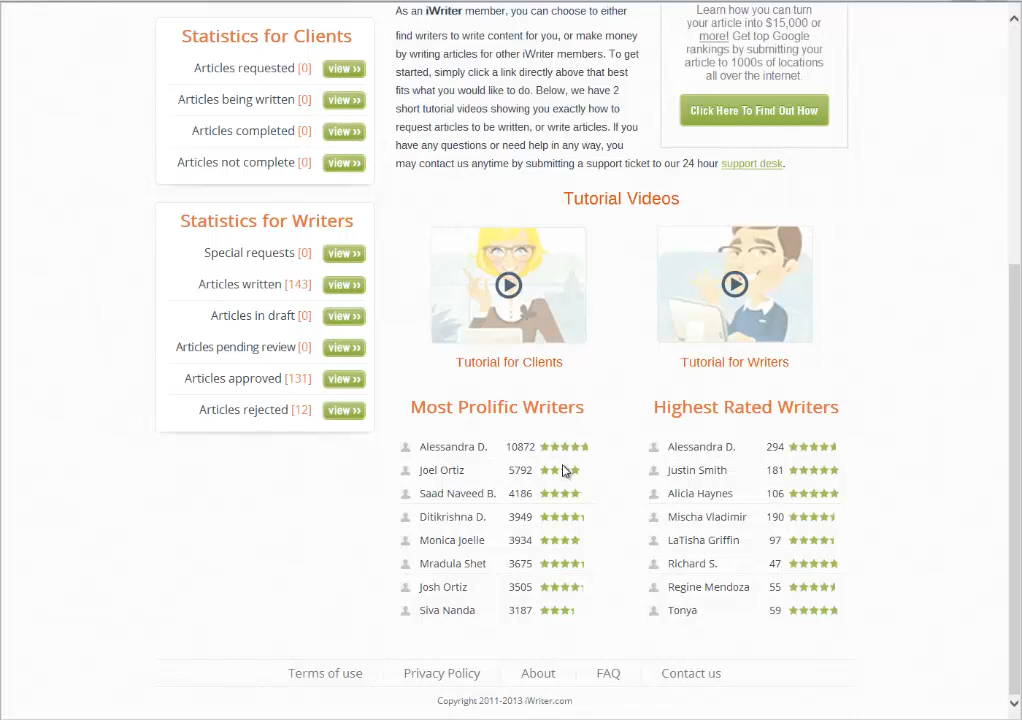 Statistics for Clients
Articles requested [0] view »
Articles being written [0] view »
Articles completed [0] view »
Articles not complete [0] view »
Statistics for Writers
Special requests [0] view »
Articles written [143] view »
Articles in draft [0] view »
Articles pending review [0] view »
Articles approved [131] view »
Articles rejected [12] view »
As an iWriter member, you can choose to either
find writers to write content for you, or make money
by writing articles for other iWriter members. To get
started, simply click a link directly above that best
fits what you would like to do. Below, we have 2
short tutorial videos showing you exactly how to
request articles to be written, or write articles. If you
have any questions or need help in any way, you
may contact us anytime by submitting a support ticket to our 24 hour support desk.
Learn how you can turn
your article into $15,000 or
more! Get top Google
rankings by submitting your
article to 1000s of locations
all over the internet.
Click Here To Find Out How
Tutorial Videos
Tutorial for Clients
Tutorial for Writers
Most Prolific Writers
Alessandra D. 10872
Joel Ortiz 5792
Saad Naveed B. 4186
Ditikrishna D. 3949
Monica Joelle 3934
Mradula Shet 3675
Josh Ortiz 3505
Siva Nanda 3187
Highest Rated Writers
Alessandra D. 294
Justin Smith 181
Alicia Haynes 106
Mischa Vladimir 190
LaTisha Griffin 97
Richard S. 47
Regine Mendoza 55
Tonya 59
Terms of use
Privacy Policy
About
FAQ
Contact us
Copyright 2011-2013 iWriter.com